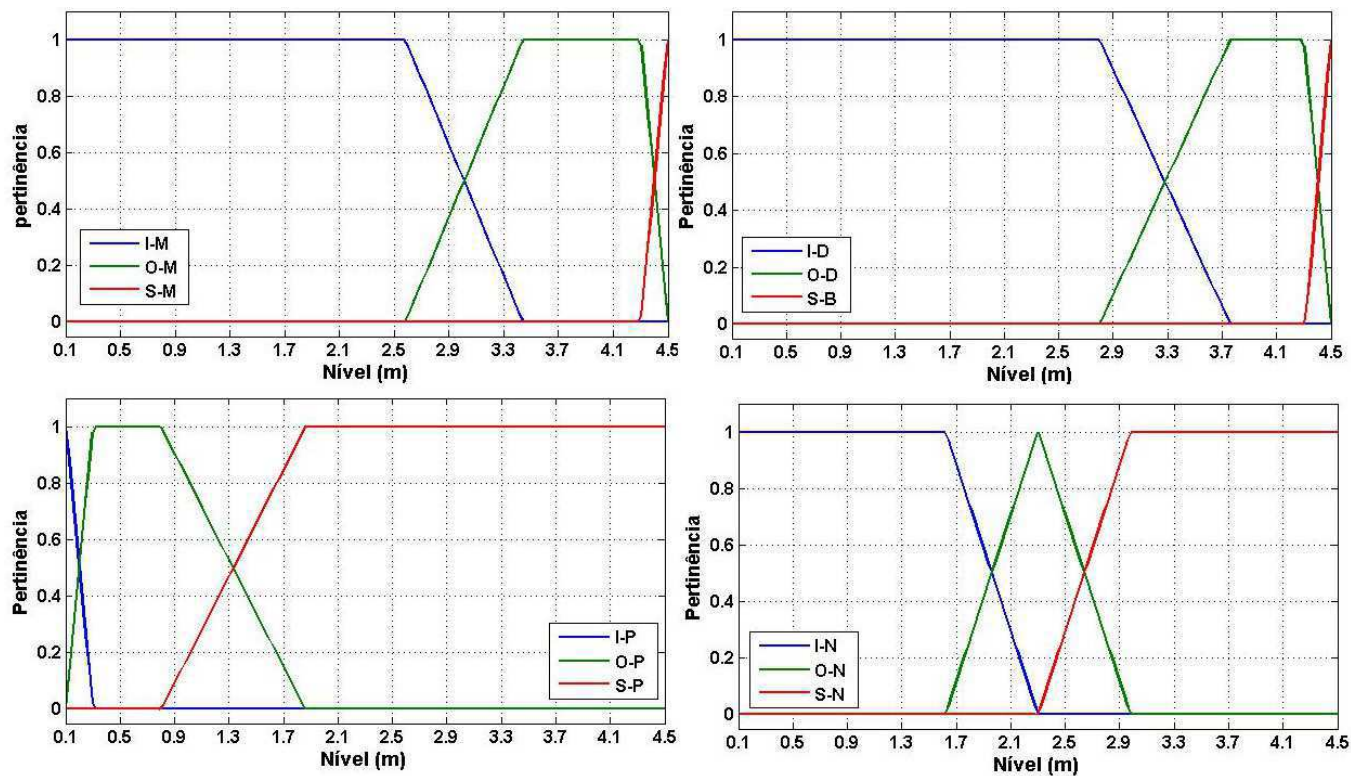 pertinência
1
0.8
0.6
0.4
0.2
0
I-M
O-M
S-M
0.1 0.5 0.9 1.3 1.7 2.1 2.5 2.9 3.3 3.7 4.1 4.5
Nível (m)
Pertinência
1
0.8
0.6
0.4
0.2
0
I-D
O-D
S-B
0.1 0.5 0.9 1.3 1.7 2.1 2.5 2.9 3.3 3.7 4.1 4.5
Nível (m)
Pertinência
1
0.8
0.6
0.4
0.2
0
I-P
O-P
S-P
0.1 0.5 0.9 1.3 1.7 2.1 2.5 2.9 3.3 3.7 4.1 4.5
Nível (m)
Pertinência
1
0.8
0.6
0.4
0.2
0
I-N
O-N
S-N
0.1 0.5 0.9 1.3 1.7 2.1 2.5 2.9 3.3 3.7 4.1 4.5
Nível (m)